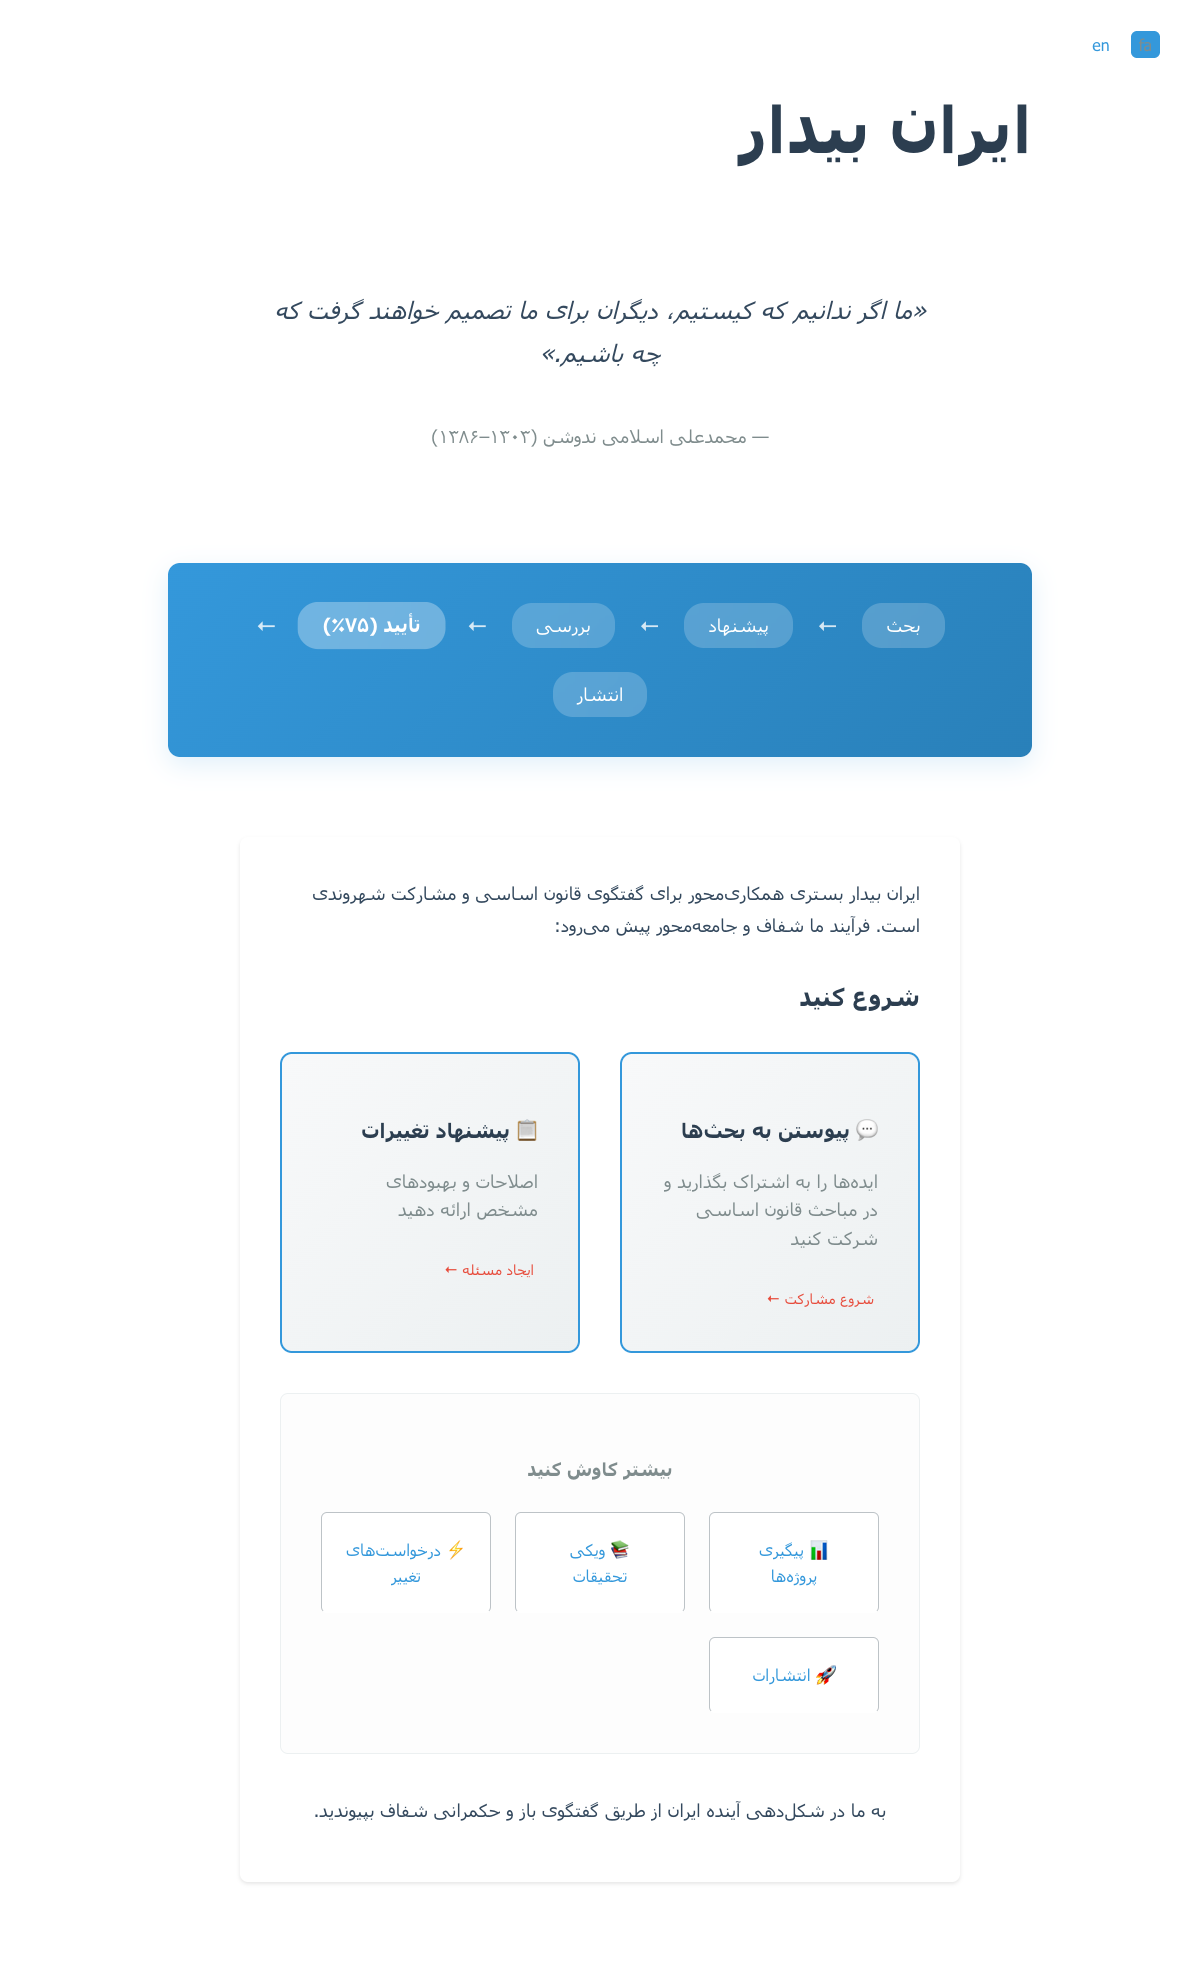 fa en
ایران بیدار
«ما اگر ندانیم که کیستیم، دیگران برای ما تصمیم خواهند گرفت که
چه باشیم.»
— محمدعلی اسلامی ندوشن (۱۳۰۳–۱۳۸۶)
بحث ← پیشنهاد ← بررسی ← تأیید (۷۵٪) ←
انتشار
ایران بیدار بستری همکاری‌محور برای گفتگوی قانون اساسی و مشارکت شهروندی
است. فرآیند ما شفاف و جامعه‌محور پیش می‌رود:
شروع کنید
💬 پیوستن به بحث‌ها
ایده‌ها را به اشتراک بگذارید و
در مباحث قانون اساسی
شرکت کنید
شروع مشارکت ←
📋 پیشنهاد تغییرات
اصلاحات و بهبودهای
مشخص ارائه دهید
ایجاد مسئله ←
بیشتر کاوش کنید
📊 پیگیری
پروژه‌ها
📚 ویکی
تحقیقات
⚡ درخواست‌های
تغییر
🚀 انتشارات
به ما در شکل‌دهی آینده ایران از طریق گفتگوی باز و حکمرانی شفاف بپیوندید.